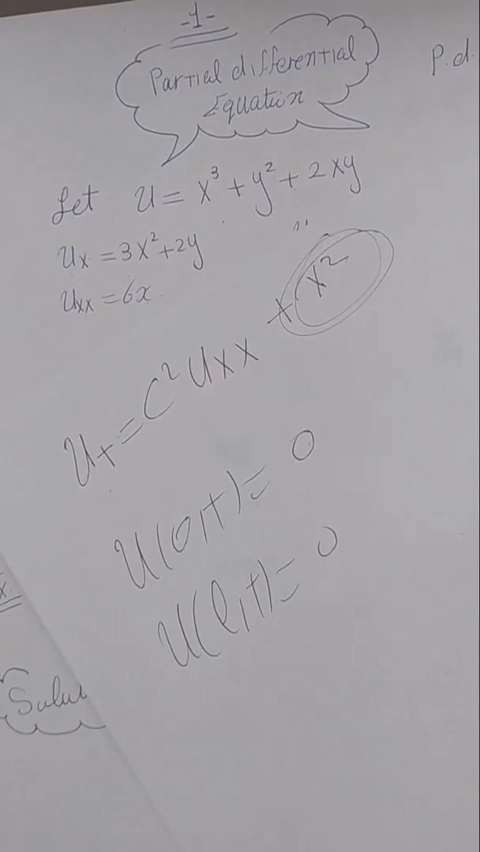 -1-
Partial differential
Equation
P.d
Let u = x³ + y² + 2xy
Ux = 3x² + 2y
Uxx = 6x
Ut = C² Uxx + x²
U(0,t) = 0
U(l,t) = 0
x